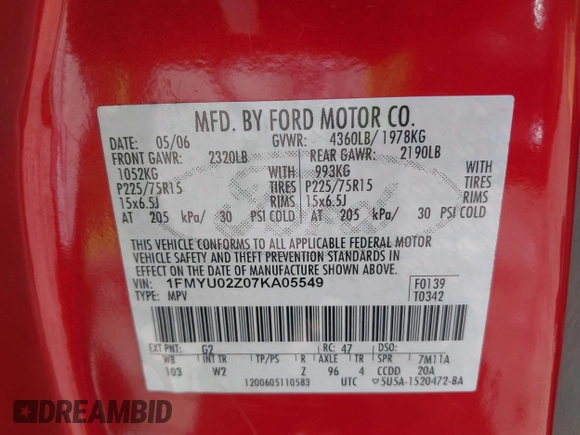 MFD. BY FORD MOTOR CO.
DATE: 05/06 GVWR: 4360LB/1978KG
FRONT GAWR: 2320LB REAR GAWR: 2190LB
1052KG WITH 993KG WITH
P225/75R15 TIRES P225/75R15 TIRES
15x6.5J RIMS 15x6.5J RIMS
AT 205 kPa/ 30 PSI COLD AT 205 kPa/ 30 PSI COLD
THIS VEHICLE CONFORMS TO ALL APPLICABLE FEDERAL MOTOR
VEHICLE SAFETY AND THEFT PREVENTION STANDARDS IN
EFFECT ON THE DATE OF MANUFACTURE SHOWN ABOVE.
VIN: 1FMYU02Z07KA05549 F0139
TYPE: MPV T0342
EXT PNT: G2 RC: 47 DSO:
WB INT TR TP/PS R AXLE TR SPR 7M11A
103 W2 Z 96 4 CCDD 20A
1200605110583 UTC 5U5A-1520472-BA
Ford
DREAMBID